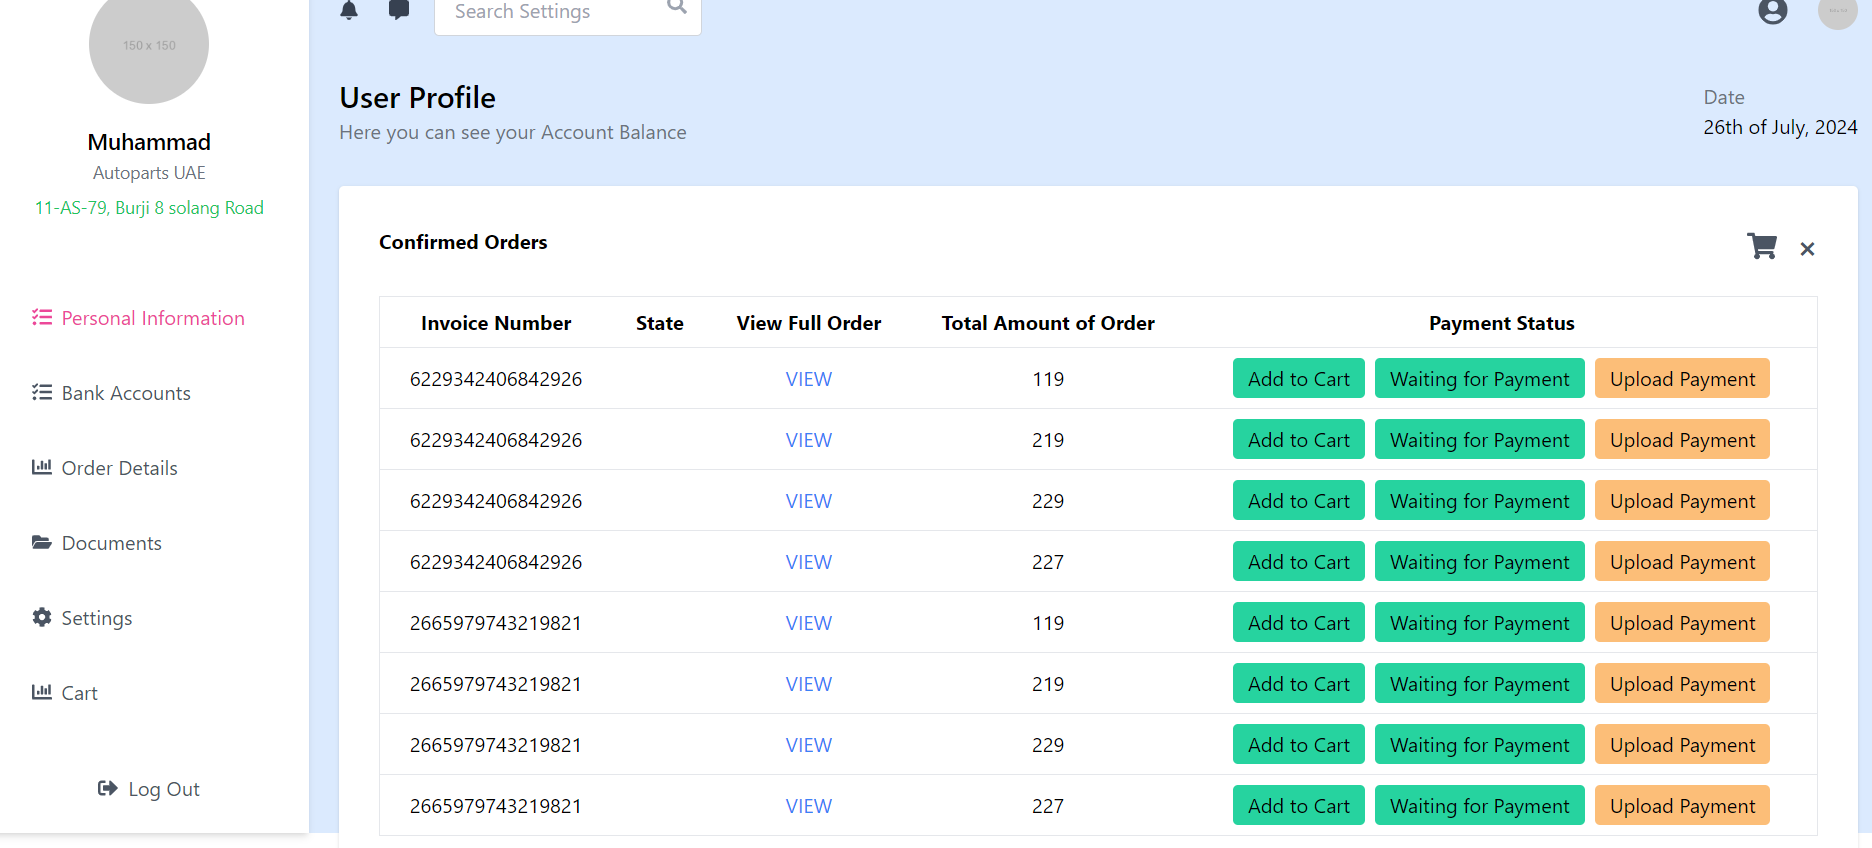 150 x 150
Muhammad
Autoparts UAE
11-AS-79, Burji 8 solang Road
Personal Information
Bank Accounts
Order Details
Documents
Settings
Cart
Log Out
Search Settings
User Profile
Here you can see your Account Balance
Date
26th of July, 2024
Confirmed Orders
Invoice Number State View Full Order Total Amount of Order Payment Status
6229342406842926 VIEW 119 Add to Cart Waiting for Payment Upload Payment
6229342406842926 VIEW 219 Add to Cart Waiting for Payment Upload Payment
6229342406842926 VIEW 229 Add to Cart Waiting for Payment Upload Payment
6229342406842926 VIEW 227 Add to Cart Waiting for Payment Upload Payment
2665979743219821 VIEW 119 Add to Cart Waiting for Payment Upload Payment
2665979743219821 VIEW 219 Add to Cart Waiting for Payment Upload Payment
2665979743219821 VIEW 229 Add to Cart Waiting for Payment Upload Payment
2665979743219821 VIEW 227 Add to Cart Waiting for Payment Upload Payment